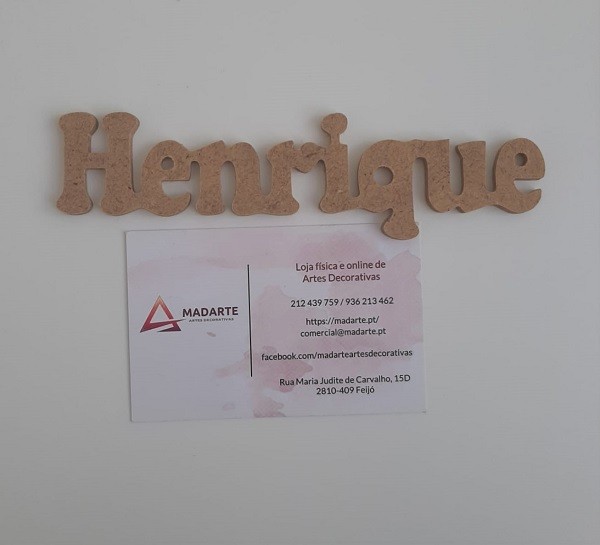 Henrique
MADARTE
ARTES DECORATIVAS
Loja física e online de
Artes Decorativas
212 439 759 / 936 213 462
https://madarte.pt/
comercial@madarte.pt
facebook.com/madarteartesdecorativas
Rua Maria Judite de Carvalho, 15D
2810-409 Feijó